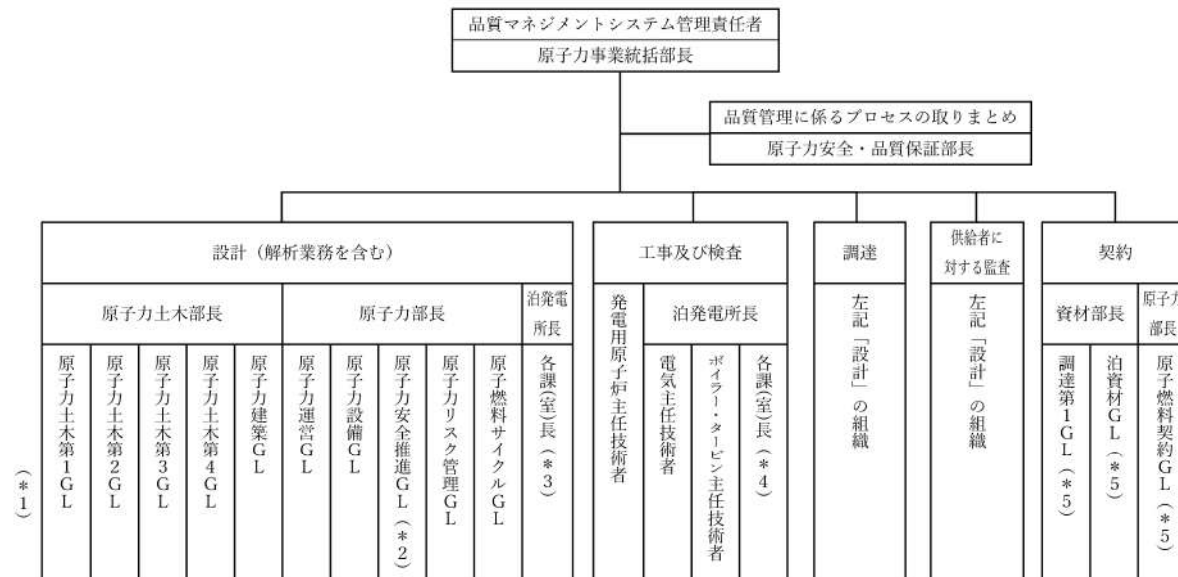 品質マネジメントシステム管理責任者
原子力事業統括部長
品質管理に係るプロセスの取りまとめ
原子力安全・品質保証部長
設計（解析業務を含む）
工事及び検査
調達
供給者に
対する監査
契約
原子力土木部長
原子力部長
泊発電
所長
泊発電所長
資材部長
原子力
部長
(*1)
原子力土木第1GL
原子力土木第2GL
原子力土木第3GL
原子力土木第4GL
原子力建築GL
原子力運営GL
原子力設備GL
原子力安全推進GL(*2)
原子力リスク管理GL
原子燃料サイクルGL
各課(室)長(*3)
発電用原子炉主任技術者
電気主任技術者
ボイラー・タービン主任技術者
各課(室)長(*4)
左記「設計」の組織
左記「設計」の組織
調達第1GL(*5)
泊資材GL(*5)
原子燃料契約GL(*5)